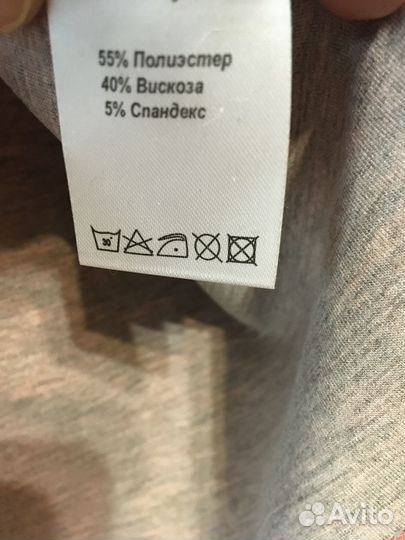 55% Полиэстер
40% Вискоза
5% Спандекс
30°
Avito